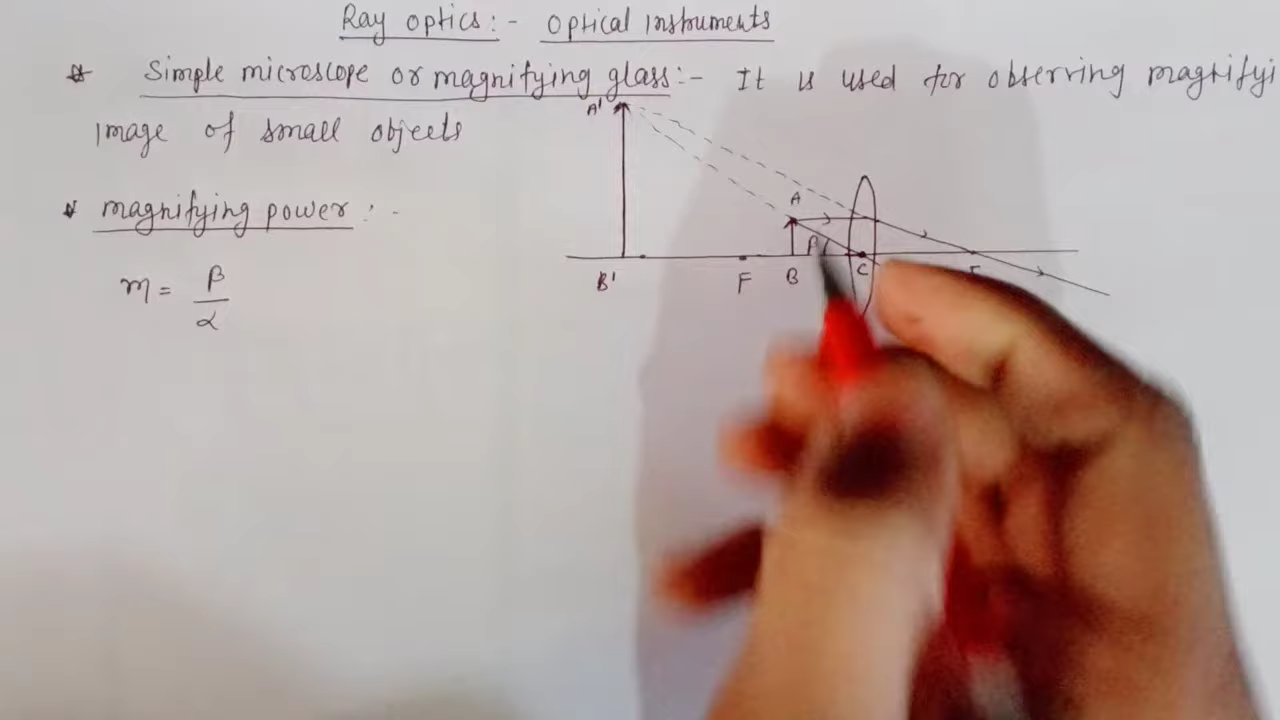 Ray optics:- Optical instruments
* Simple microscope or magnifying glass:- It is used for observing magnifyi
image of small objects
* magnifying power:-
m = β/α
A'
A
β
B' F B C F